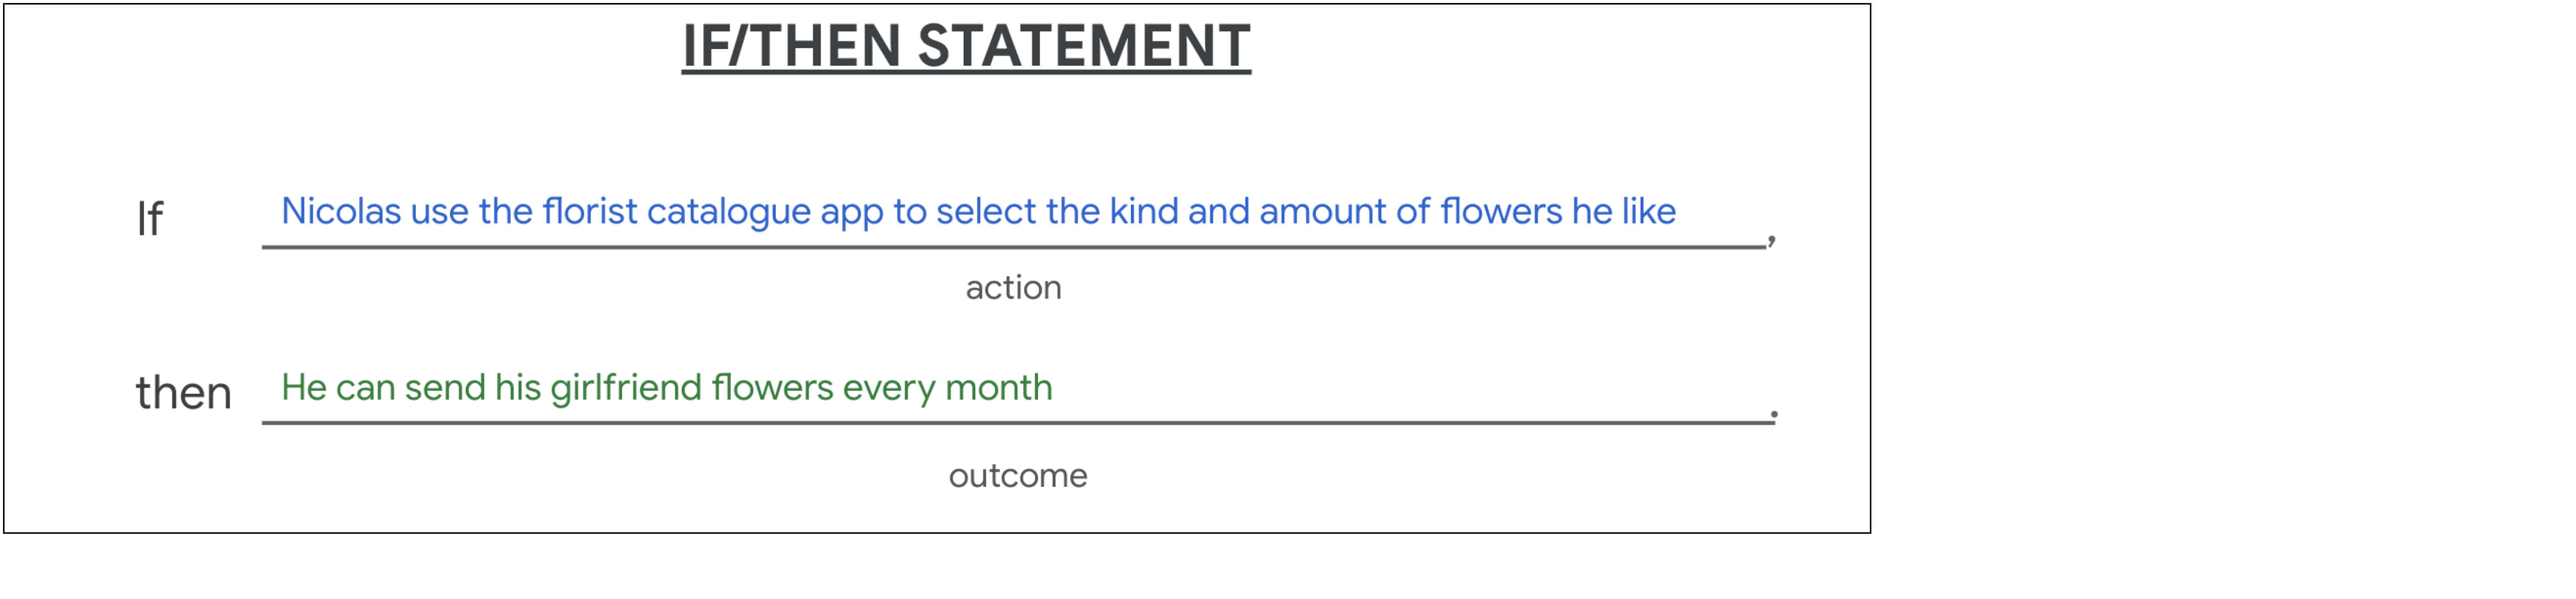 IF/THEN STATEMENT
If Nicolas use the florist catalogue app to select the kind and amount of flowers he like,
action
then He can send his girlfriend flowers every month.
outcome